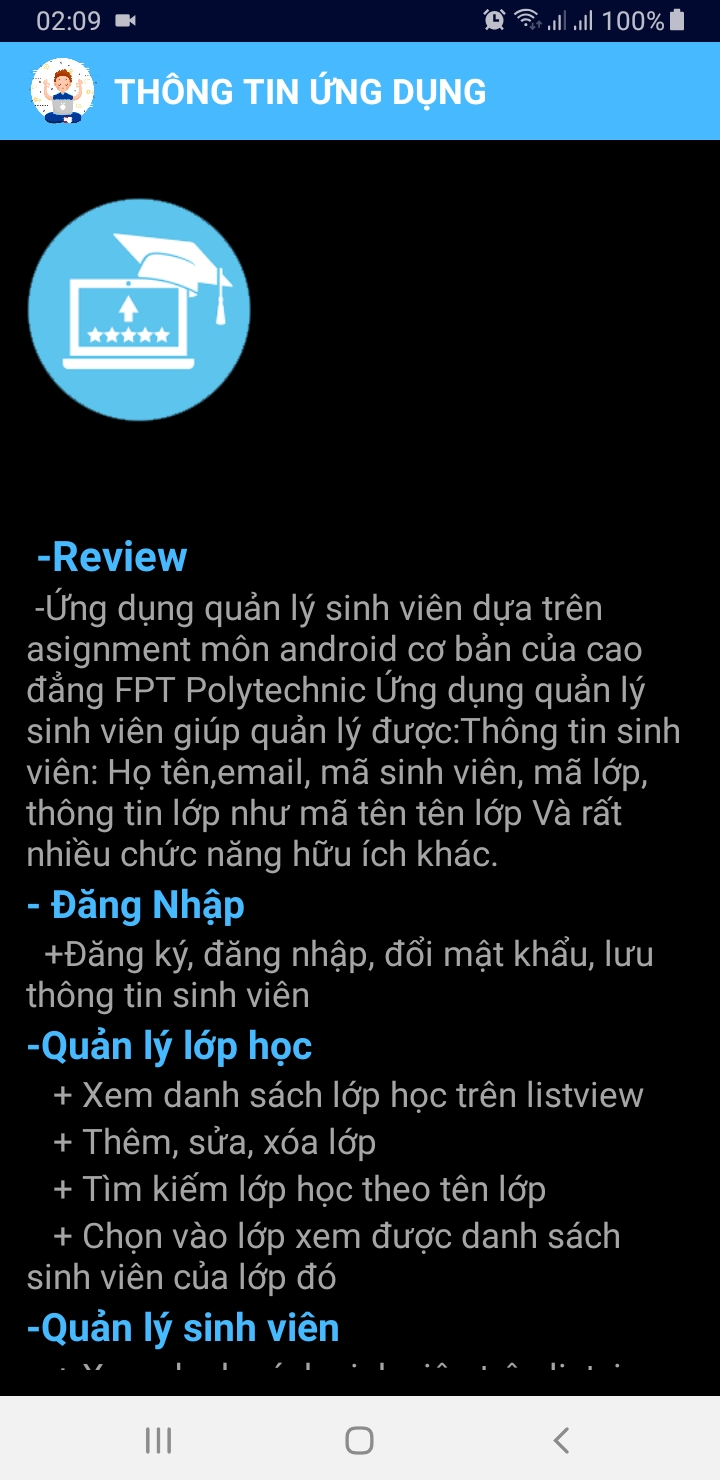 02:09 100%
THÔNG TIN ỨNG DỤNG
-Review
-Ứng dụng quản lý sinh viên dựa trên
asignment môn android cơ bản của cao
đẳng FPT Polytechnic Ứng dụng quản lý
sinh viên giúp quản lý được:Thông tin sinh
viên: Họ tên,email, mã sinh viên, mã lớp,
thông tin lớp như mã tên tên lớp Và rất
nhiều chức năng hữu ích khác.
- Đăng Nhập
+Đăng ký, đăng nhập, đổi mật khẩu, lưu
thông tin sinh viên
-Quản lý lớp học
+ Xem danh sách lớp học trên listview
+ Thêm, sửa, xóa lớp
+ Tìm kiếm lớp học theo tên lớp
+ Chọn vào lớp xem được danh sách
sinh viên của lớp đó
-Quản lý sinh viên